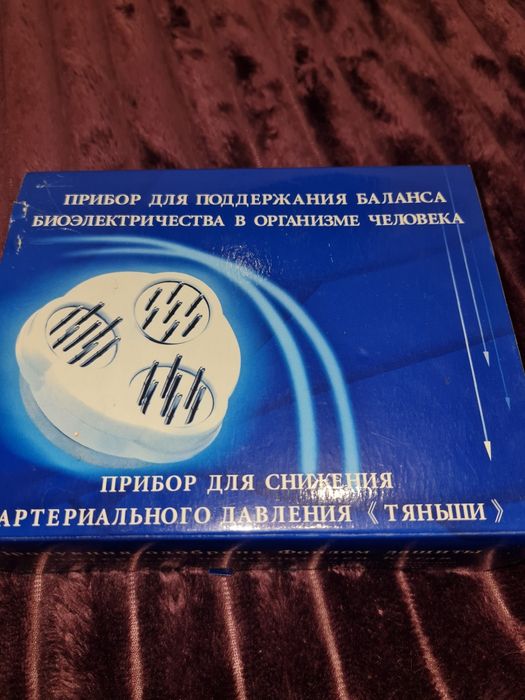 ПРИБОР ДЛЯ ПОДДЕРЖАНИЯ БАЛАНСА
БИОЭЛЕКТРИЧЕСТВА В ОРГАНИЗМЕ ЧЕЛОВЕКА
ПРИБОР ДЛЯ СНИЖЕНИЯ
АРТЕРИАЛЬНОГО ДАВЛЕНИЯ 《 ТЯНЬШИ 》